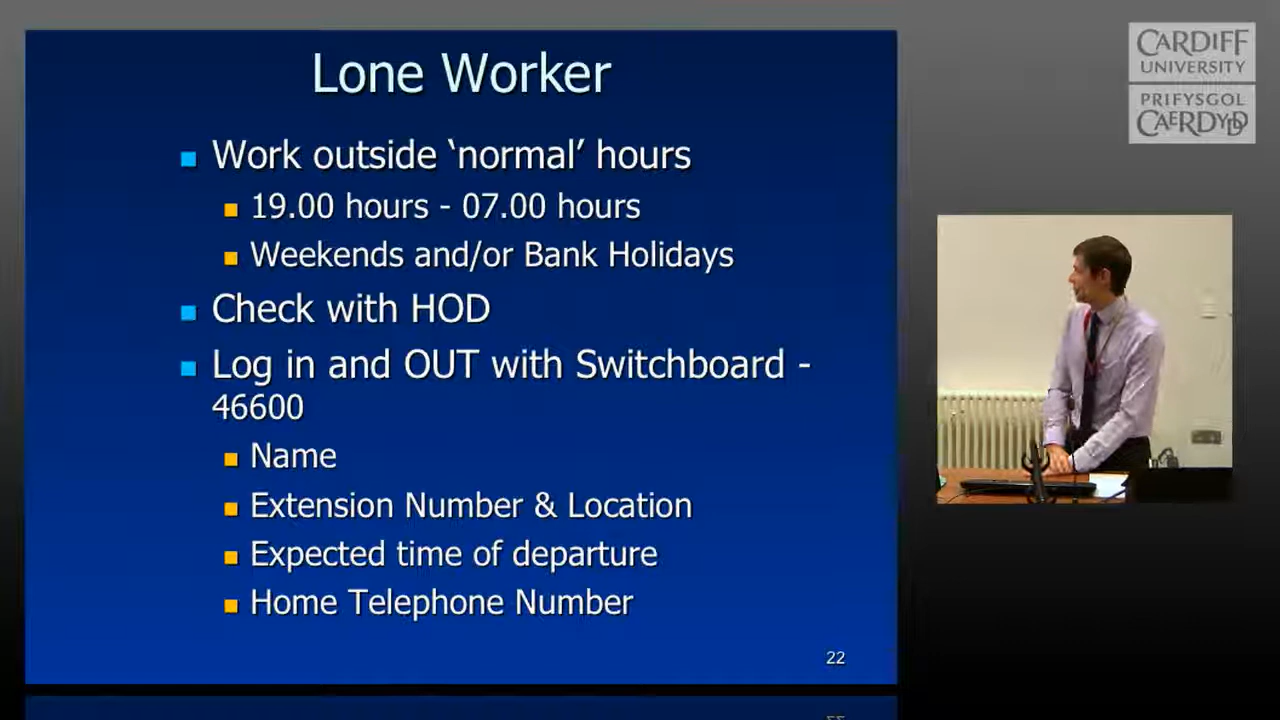 Lone Worker
Work outside ‘normal’ hours
19.00 hours - 07.00 hours
Weekends and/or Bank Holidays
Check with HOD
Log in and OUT with Switchboard -
46600
Name
Extension Number & Location
Expected time of departure
Home Telephone Number
22
CARDIFF
UNIVERSITY
PRIFYSGOL
CAERDYDD